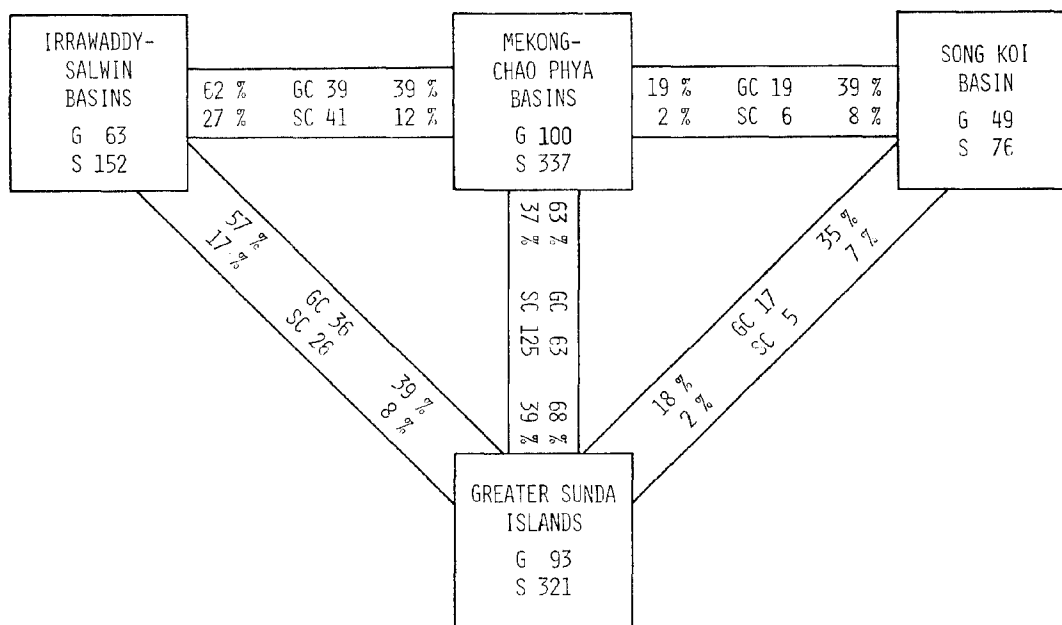 IRRAWADDY-
SALWIN
BASINS
G 63
S 152
62 % GC 39 39 %
27 % SC 41 12 %
MEKONG-
CHAO PHYA
BASINS
G 100
S 337
19 % GC 19 39 %
2 % SC 6 8 %
SONG KOI
BASIN
G 49
S 76
57 % GC 36 39 %
17 % SC 26 8 %
63 % GC 63 68 %
37 % SC 125 39 %
18 % GC 17 35 %
2 % SC 5 7 %
GREATER SUNDA
ISLANDS
G 93
S 321